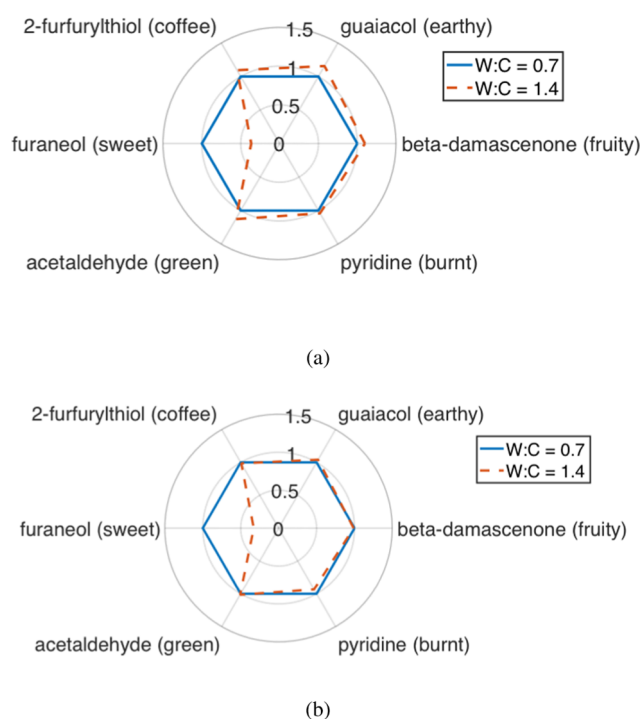 2-furfurylthiol (coffee)
1.5
guaiacol (earthy)
W:C = 0.7
W:C = 1.4
1
0.5
furaneol (sweet)
0
beta-damascenone (fruity)
acetaldehyde (green)
pyridine (burnt)
(a)
2-furfurylthiol (coffee)
1.5
guaiacol (earthy)
W:C = 0.7
W:C = 1.4
1
0.5
furaneol (sweet)
0
beta-damascenone (fruity)
acetaldehyde (green)
pyridine (burnt)
(b)